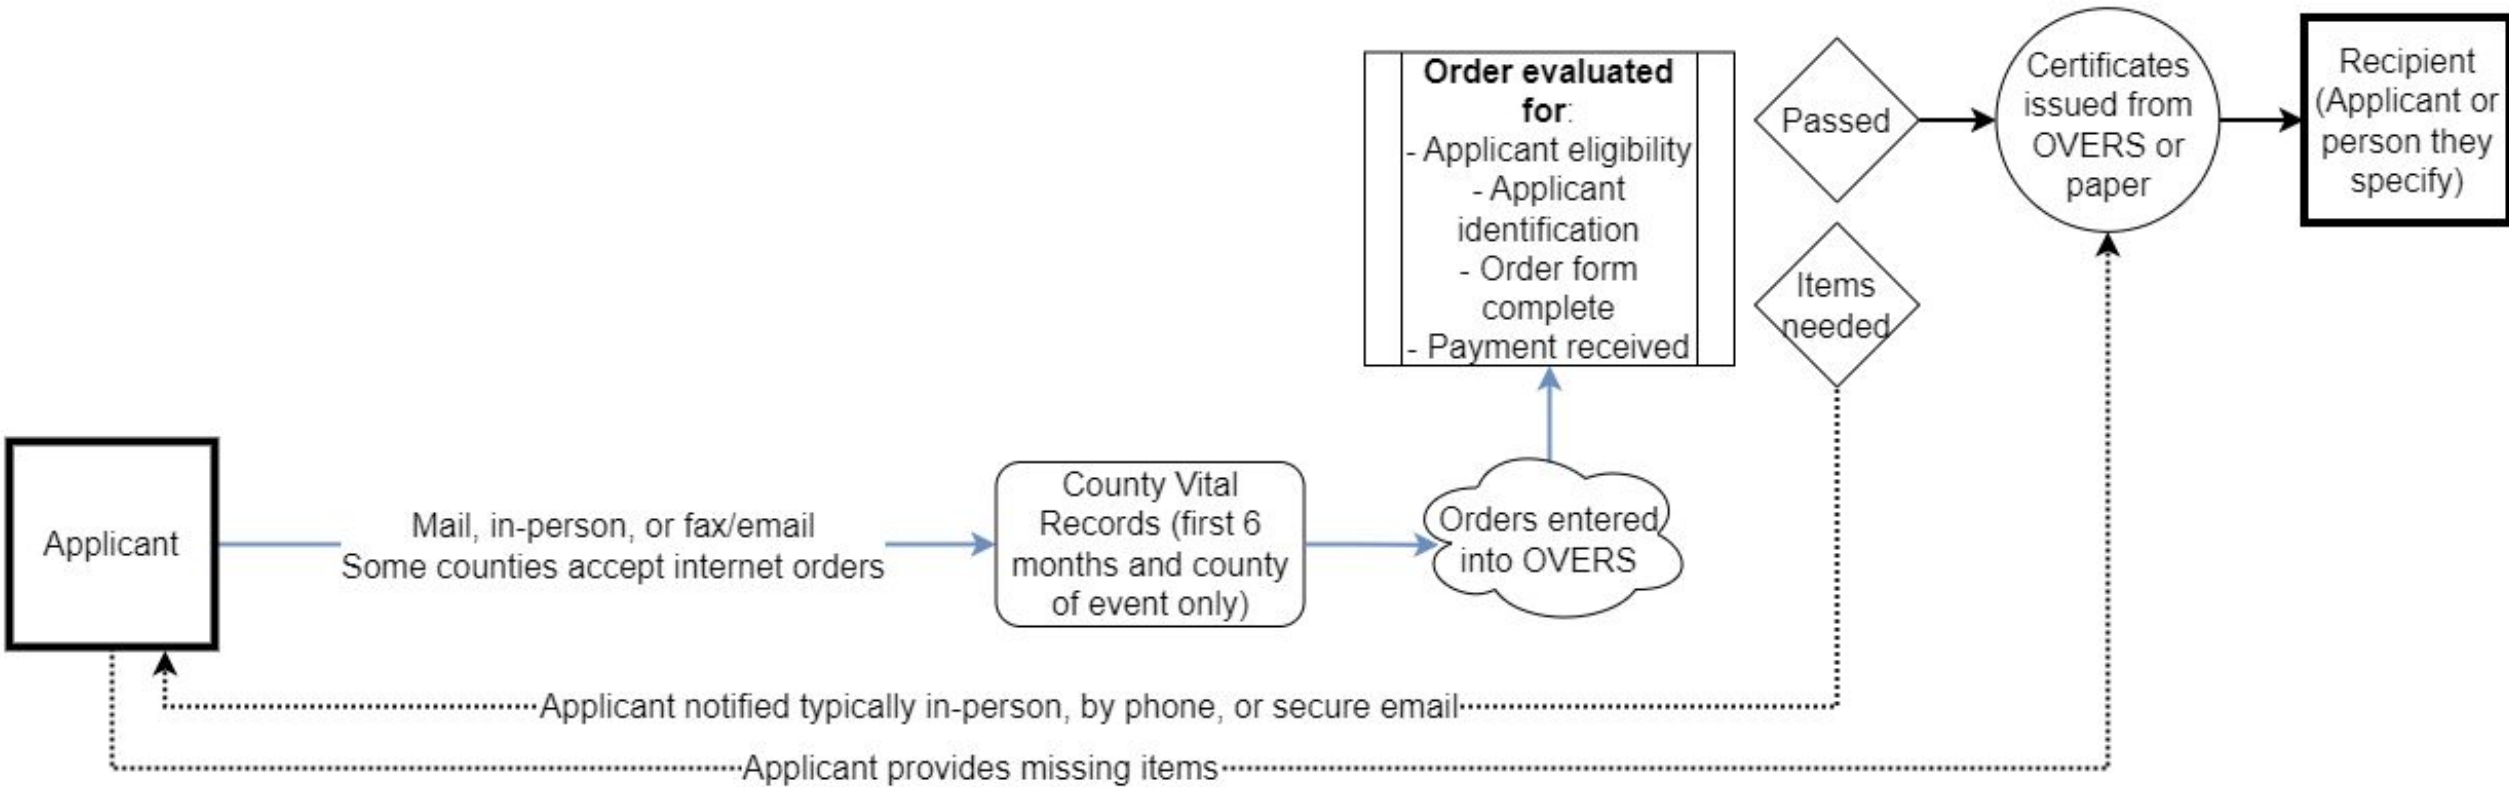 Order evaluated
for:
- Applicant eligibility
- Applicant
identification
- Order form
complete
- Payment received
Passed
Items
needed
Certificates
issued from
OVERS or
paper
Recipient
(Applicant or
person they
specify)
Applicant
Mail, in-person, or fax/email
Some counties accept internet orders
County Vital
Records (first 6
months and county
of event only)
Orders entered
into OVERS
Applicant notified typically in-person, by phone, or secure email
Applicant provides missing items